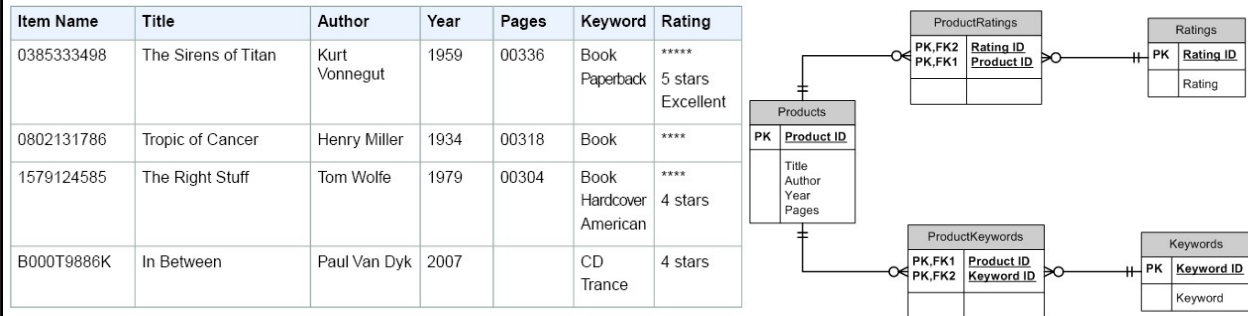 Item Name Title Author Year Pages Keyword Rating
0385333498 The Sirens of Titan Kurt Vonnegut 1959 00336 Book Paperback ***** 5 stars Excellent
0802131786 Tropic of Cancer Henry Miller 1934 00318 Book ****
1579124585 The Right Stuff Tom Wolfe 1979 00304 Book Hardcover American **** 4 stars
B000T9886K In Between Paul Van Dyk 2007 CD Trance 4 stars
ProductRatings
PK,FK2 Rating ID
PK,FK1 Product ID
Ratings
PK Rating ID
Rating
Products
PK Product ID
Title
Author
Year
Pages
ProductKeywords
PK,FK1 Product ID
PK,FK2 Keyword ID
Keywords
PK Keyword ID
Keyword